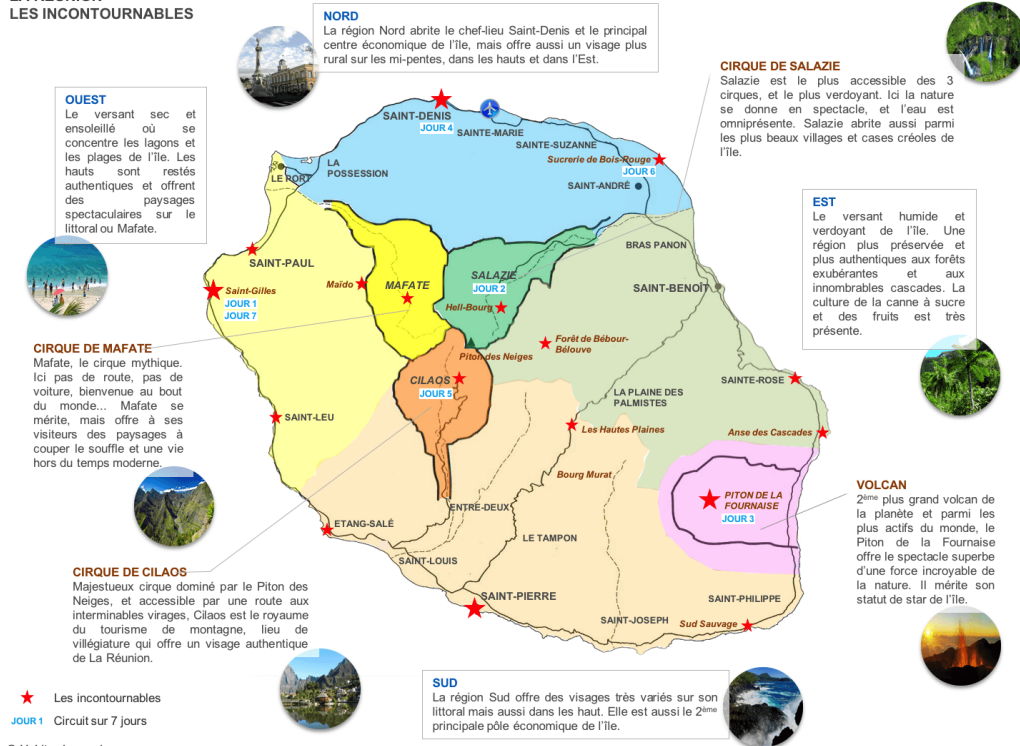 LES INCONTOURNABLES
NORD
La région Nord abrite le chef-lieu Saint-Denis et le principal
centre économique de l'île, mais offre aussi un visage plus
rural sur les mi-pentes, dans les hauts et dans l'Est.
CIRQUE DE SALAZIE
Salazie est le plus accessible des 3
cirques, et le plus verdoyant. Ici la nature
se donne en spectacle, et l'eau est
omniprésente. Salazie abrite aussi parmi
les plus beaux villages et cases créoles de
l'île.
OUEST
Le versant sec et
ensoleillé où se
concentre les lagons et
les plages de l'île. Les
hauts sont restés
authentiques et offrent
des paysages
spectaculaires sur le
littoral ou Mafate.
EST
Le versant humide et
verdoyant de l'île. Une
région plus préservée et
plus authentiques aux forêts
exubérantes et aux
innombrables cascades. La
culture de la canne à sucre
et des fruits est très
présente.
SAINT-DENIS
JOUR 4
SAINTE-MARIE
SAINTE-SUZANNE
Sucrerie de Bois-Rouge
JOUR 6
SAINT-ANDRÉ
LA
POSSESSION
LE PORT
BRAS PANON
SAINT-PAUL
SAINT-BENOÎT
Saint-Gilles
JOUR 1
JOUR 7
Maïdo
MAFATE
SALAZIE
JOUR 2
Hell-Bourg
Forêt de Bébour-
Bélouve
Piton des Neiges
CILAOS
JOUR 5
SAINTE-ROSE
LA PLAINE DES
PALMISTES
SAINT-LEU
Les Hautes Plaines
Anse des Cascades
Bourg Murat
PITON DE LA
FOURNAISE
JOUR 3
ENTRE-DEUX
ETANG-SALÉ
LE TAMPON
SAINT-LOUIS
SAINT-PIERRE
SAINT-PHILIPPE
SAINT-JOSEPH
Sud Sauvage
CIRQUE DE MAFATE
Mafate, le cirque mythique.
Ici pas de route, pas de
voiture, bienvenue au bout
du monde... Mafate se
mérite, mais offre à ses
visiteurs des paysages à
couper le souffle et une vie
hors du temps moderne.
VOLCAN
2ème plus grand volcan de
la planète et parmi les
plus actifs du monde, le
Piton de la Fournaise
offre le spectacle superbe
d'une force incroyable de
la nature. Il mérite son
statut de star de l'île.
CIRQUE DE CILAOS
Majestueux cirque dominé par le Piton des
Neiges, et accessible par une route aux
interminables virages, Cilaos est le royaume
du tourisme de montagne, lieu de
villégiature qui offre un visage authentique
de La Réunion.
SUD
La région Sud offre des visages très variés sur son
littoral mais aussi dans les haut. Elle est aussi le 2ème
principale pôle économique de l'île.
Les incontournables
JOUR 1 Circuit sur 7 jours